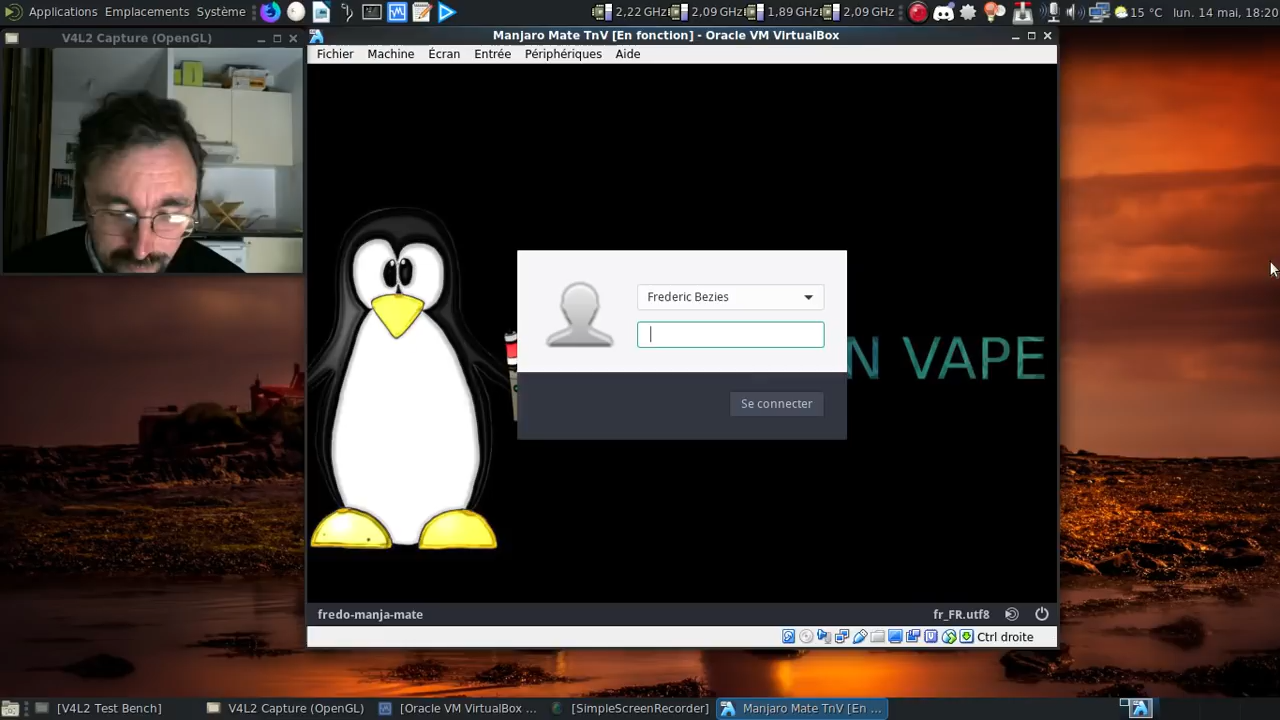 Applications Emplacements Système
2,22 GHz 2,09 GHz 1,89 GHz 2,09 GHz
15 °C lun. 14 mai, 18:20
V4L2 Capture (OpenGL)
Manjaro Mate TnV [En fonction] - Oracle VM VirtualBox
Fichier Machine Écran Entrée Périphériques Aide
Frederic Bezies
N VAPE
Se connecter
fredo-manja-mate
fr_FR.utf8
Ctrl droite
[V4L2 Test Bench]
V4L2 Capture (OpenGL)
[Oracle VM VirtualBox ...
[SimpleScreenRecorder]
Manjaro Mate TnV [En ...